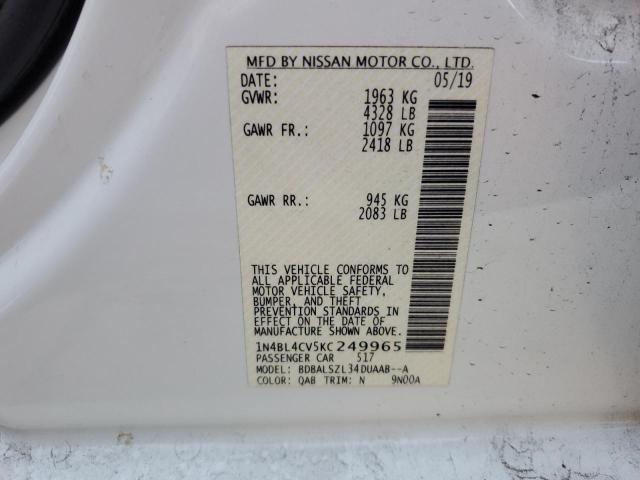 MFD BY NISSAN MOTOR CO., LTD.
DATE: 05/19
GVWR: 1963 KG
4328 LB
GAWR FR.: 1097 KG
2418 LB
GAWR RR.: 945 KG
2083 LB
THIS VEHICLE CONFORMS TO
ALL APPLICABLE FEDERAL
MOTOR VEHICLE SAFETY,
BUMPER, AND THEFT
PREVENTION STANDARDS IN
EFFECT ON THE DATE OF
MANUFACTURE SHOWN ABOVE.
1N4BL4CV5KC249965
PASSENGER CAR 517
MODEL: BDBALSZL34DUAAB--A
COLOR: QAB TRIM: N 9N00A